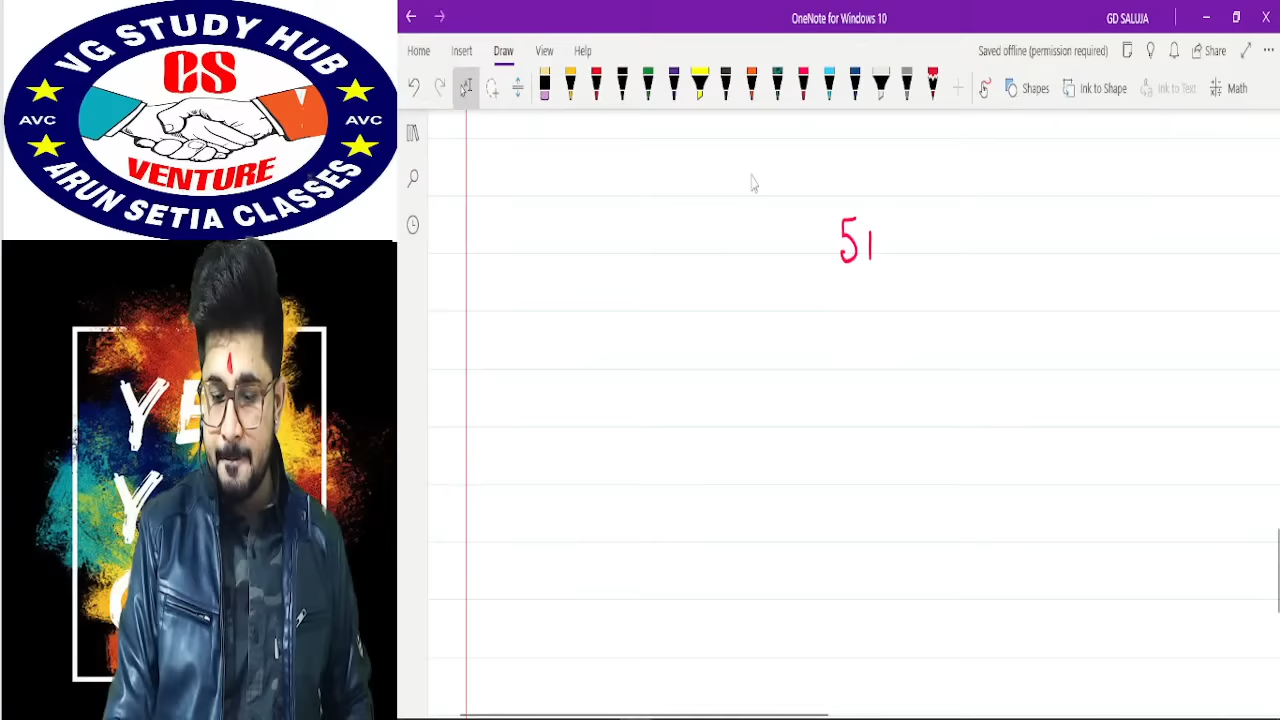 VG STUDY HUB
CS
AVC
AVC
VENTURE
ARUN SETIA CLASSES
YE
Y
OneNote for Windows 10
GD SALUJA
Home
Insert
Draw
View
Help
Saved offline (permission required)
Share
Shapes
Ink to Shape
Ink to Text
Math
51